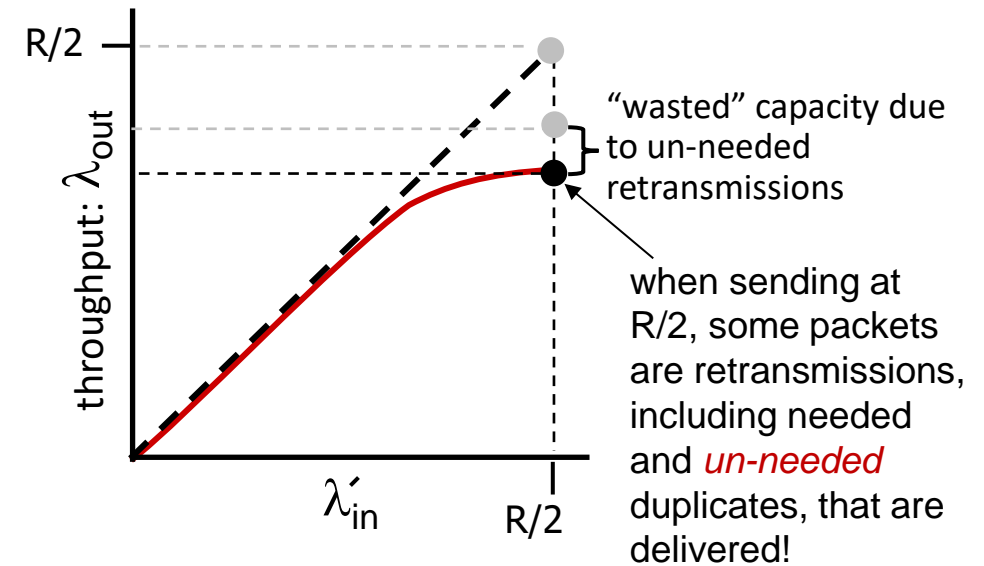 R/2
throughput: λout
“wasted” capacity due
to un-needed
retransmissions
when sending at
R/2, some packets
are retransmissions,
including needed
and un-needed
duplicates, that are
delivered!
λ′in
R/2